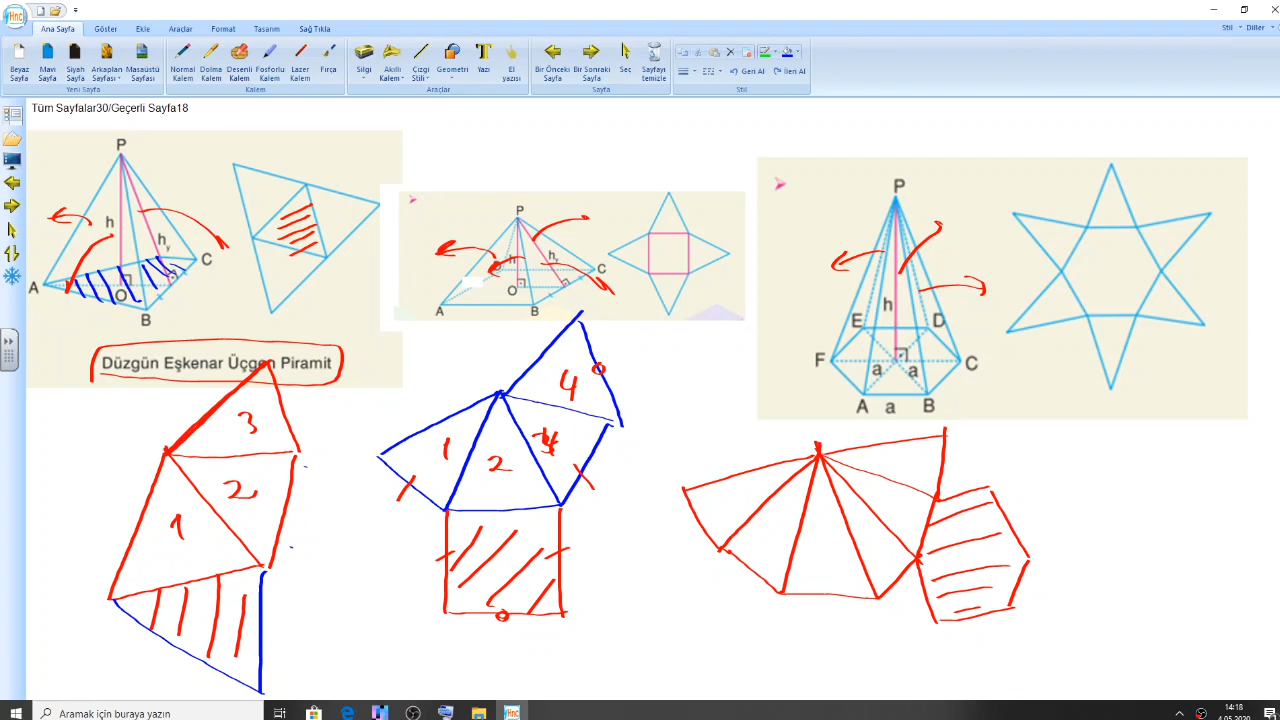 Hnc
Ana Sayfa
Göster
Ekle
Araçlar
Format
Tasarım
Sağ Tıkla
Stil
Diller
Beyaz Sayfa
Mavi Sayfa
Siyah Sayfa
Arkaplan Sayfası
Masaüstü Sayfası
Normal Kalem
Dolma Kalem
Desenli Kalem
Fosforlu Kalem
Lazer Kalem
Fırça
Silgi
Akıllı Kalem
Çizgi Stili
Geometri
Yazı
El yazısı
Bir Önceki Sayfa
Bir Sonraki Sayfa
Seç
Sayfayı temizle
Geri Al
İleri Al
Yeni Sayfa
Kalem
Araçlar
Sayfa
Stil
Tüm Sayfalar30/Geçerli Sayfa18
P
h
hy
A
O
B
C
P
h
hy
O
C
A
B
P
h
E
D
F
C
a
a
A
a
B
Düzgün Eşkenar Üçgen Piramit
3
2
1
4
1
2
Aramak için buraya yazın
14:18
4.05.2020